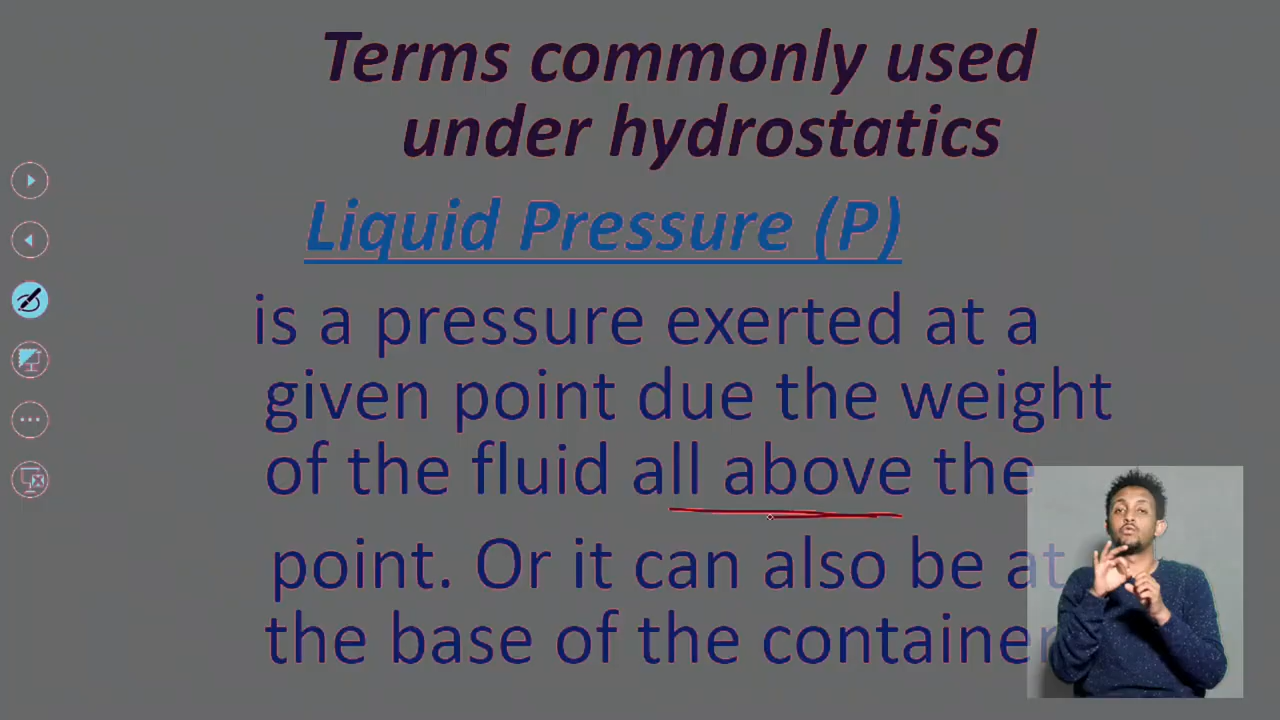 Terms commonly used
under hydrostatics
Liquid Pressure (P)
is a pressure exerted at a
given point due the weight
of the fluid all above the
point. Or it can also be at
the base of the container